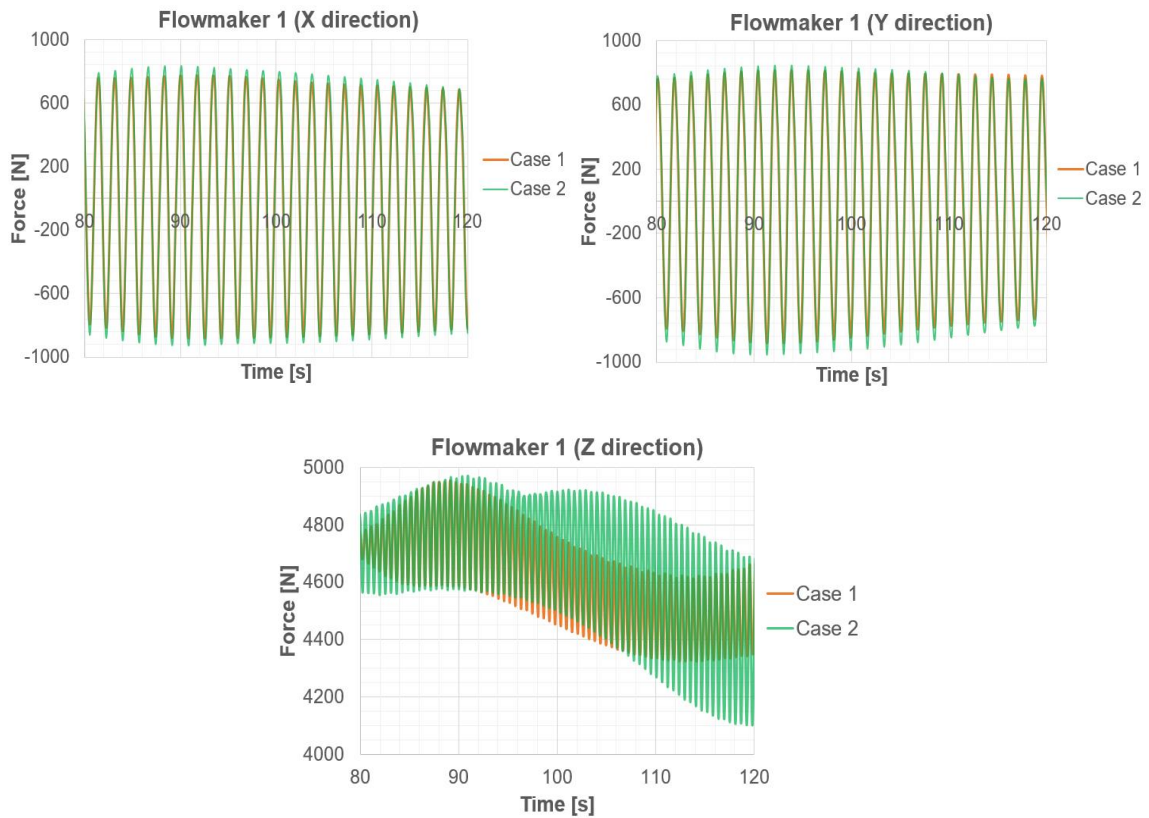 Flowmaker 1 (X direction)
1000
600
200
-200
-600
-1000
80
90
100
110
120
Force [N]
Time [s]
Case 1
Case 2
Flowmaker 1 (Y direction)
1000
600
200
-200
-600
-1000
80
90
100
110
120
Force [N]
Time [s]
Case 1
Case 2
Flowmaker 1 (Z direction)
5000
4800
4600
4400
4200
4000
80
90
100
110
120
Force [N]
Time [s]
Case 1
Case 2